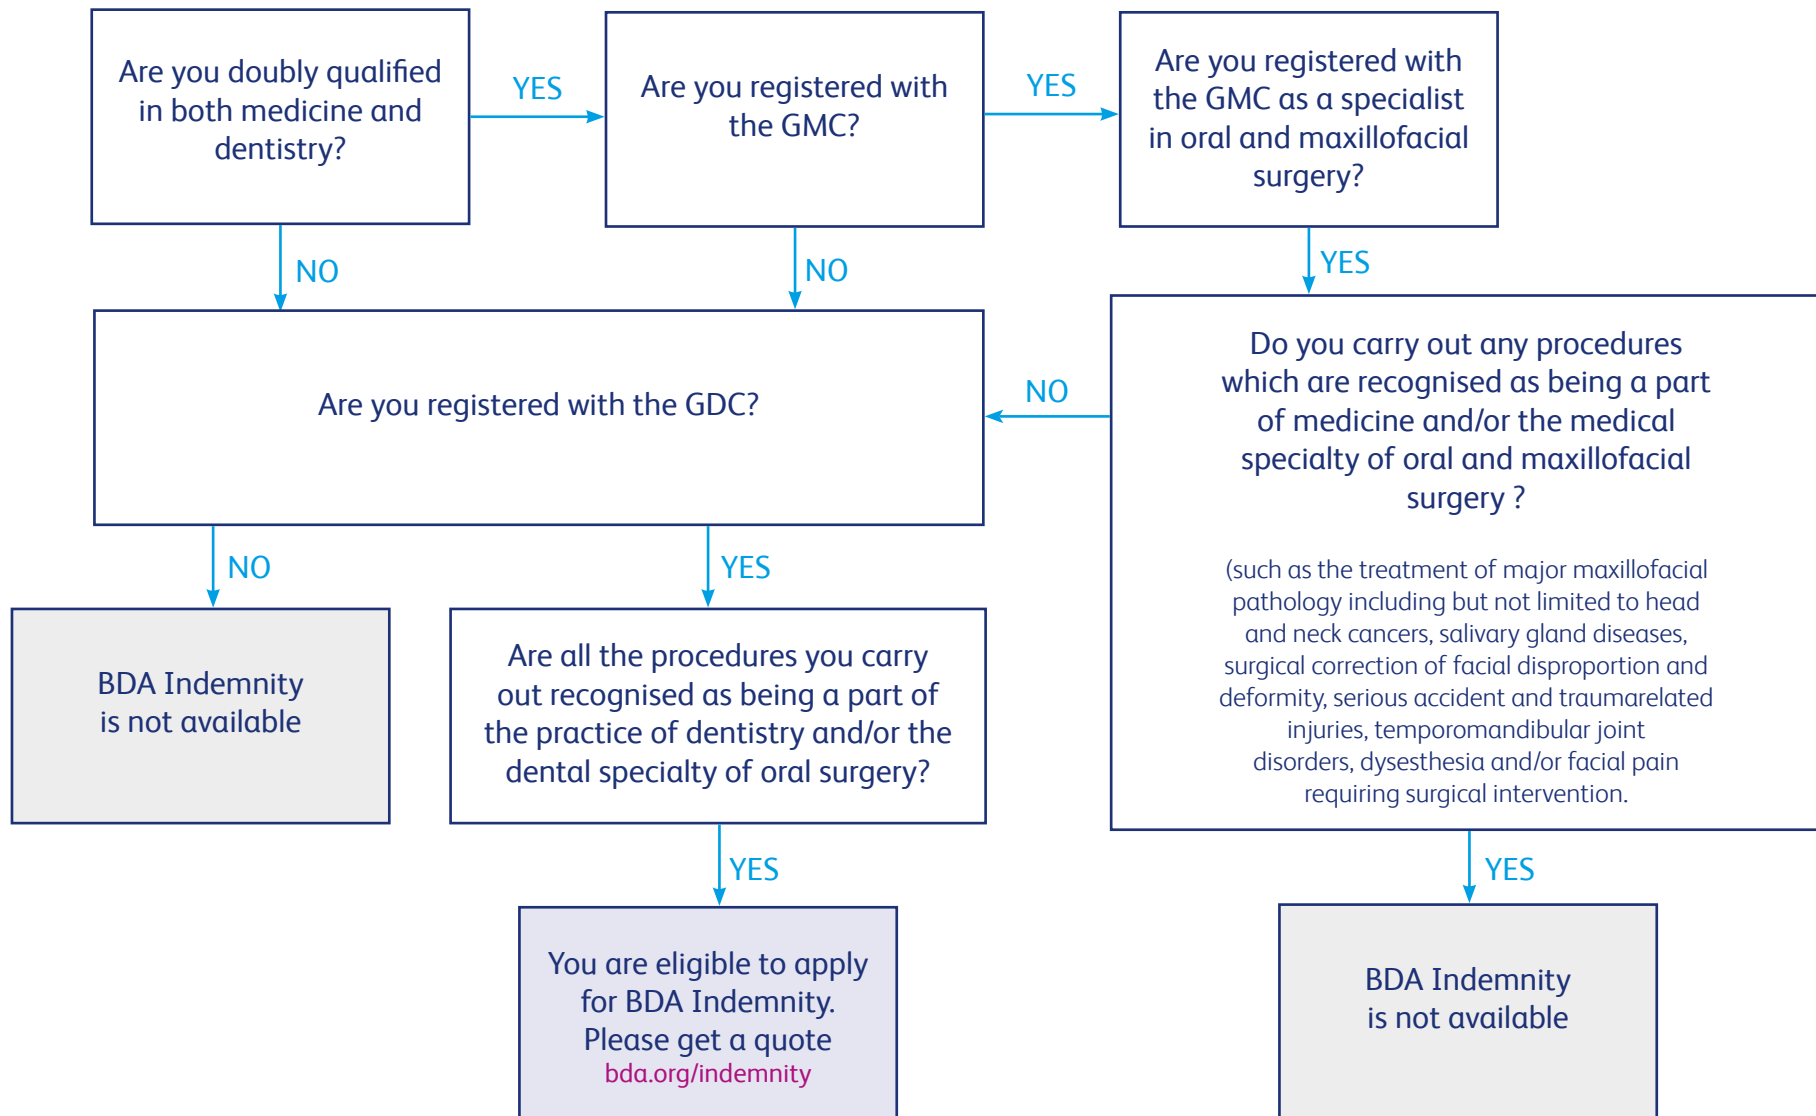 Are you doubly qualified
in both medicine and
dentistry?
YES
Are you registered with
the GMC?
YES
Are you registered with
the GMC as a specialist
in oral and maxillofacial
surgery?
NO
NO
YES
Are you registered with the GDC?
NO
Do you carry out any procedures
which are recognised as being a part
of medicine and/or the medical
specialty of oral and maxillofacial
surgery ?
(such as the treatment of major maxillofacial
pathology including but not limited to head
and neck cancers, salivary gland diseases,
surgical correction of facial disproportion and
deformity, serious accident and traumarelated
injuries, temporomandibular joint
disorders, dysesthesia and/or facial pain
requiring surgical intervention.
NO
YES
BDA Indemnity
is not available
Are all the procedures you carry
out recognised as being a part of
the practice of dentistry and/or the
dental specialty of oral surgery?
YES
YES
You are eligible to apply
for BDA Indemnity.
Please get a quote
bda.org/indemnity
BDA Indemnity
is not available